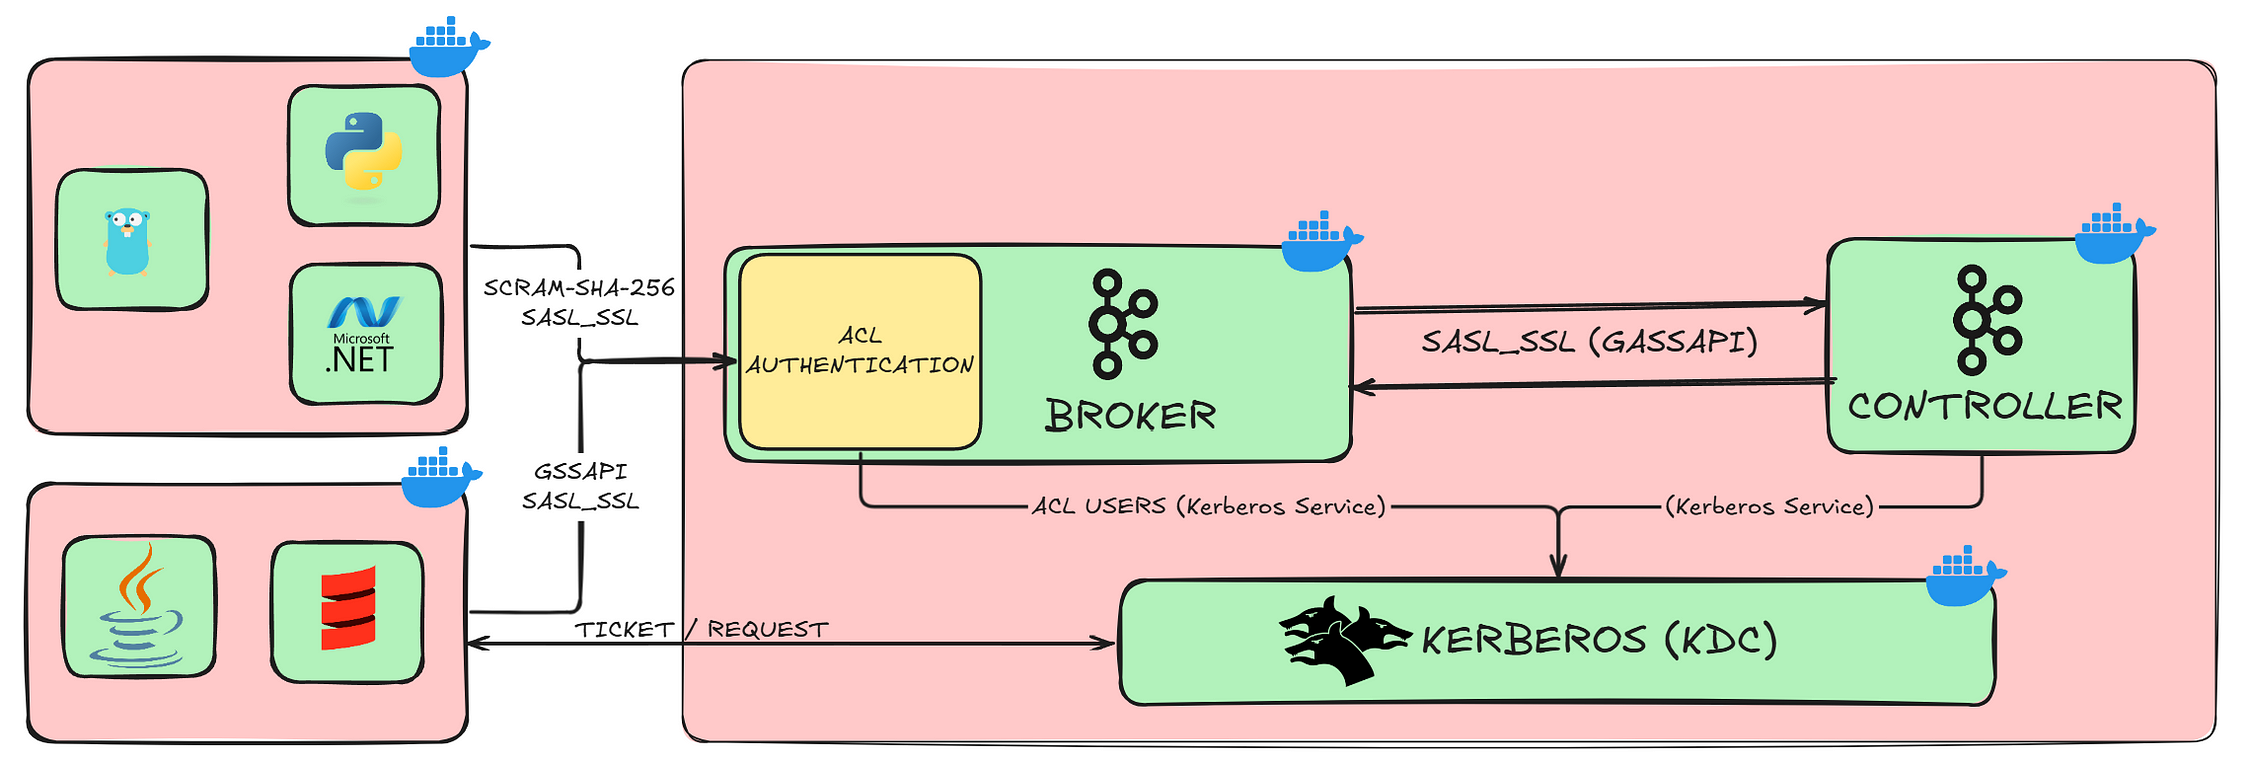 Microsoft
.NET
SCRAM-SHA-256
SASL_SSL
GSSAPI
SASL_SSL
TICKET / REQUEST
ACL
AUTHENTICATION
BROKER
SASL_SSL (GASSAPI)
CONTROLLER
ACL USERS (Kerberos Service)
(Kerberos Service)
KERBEROS (KDC)